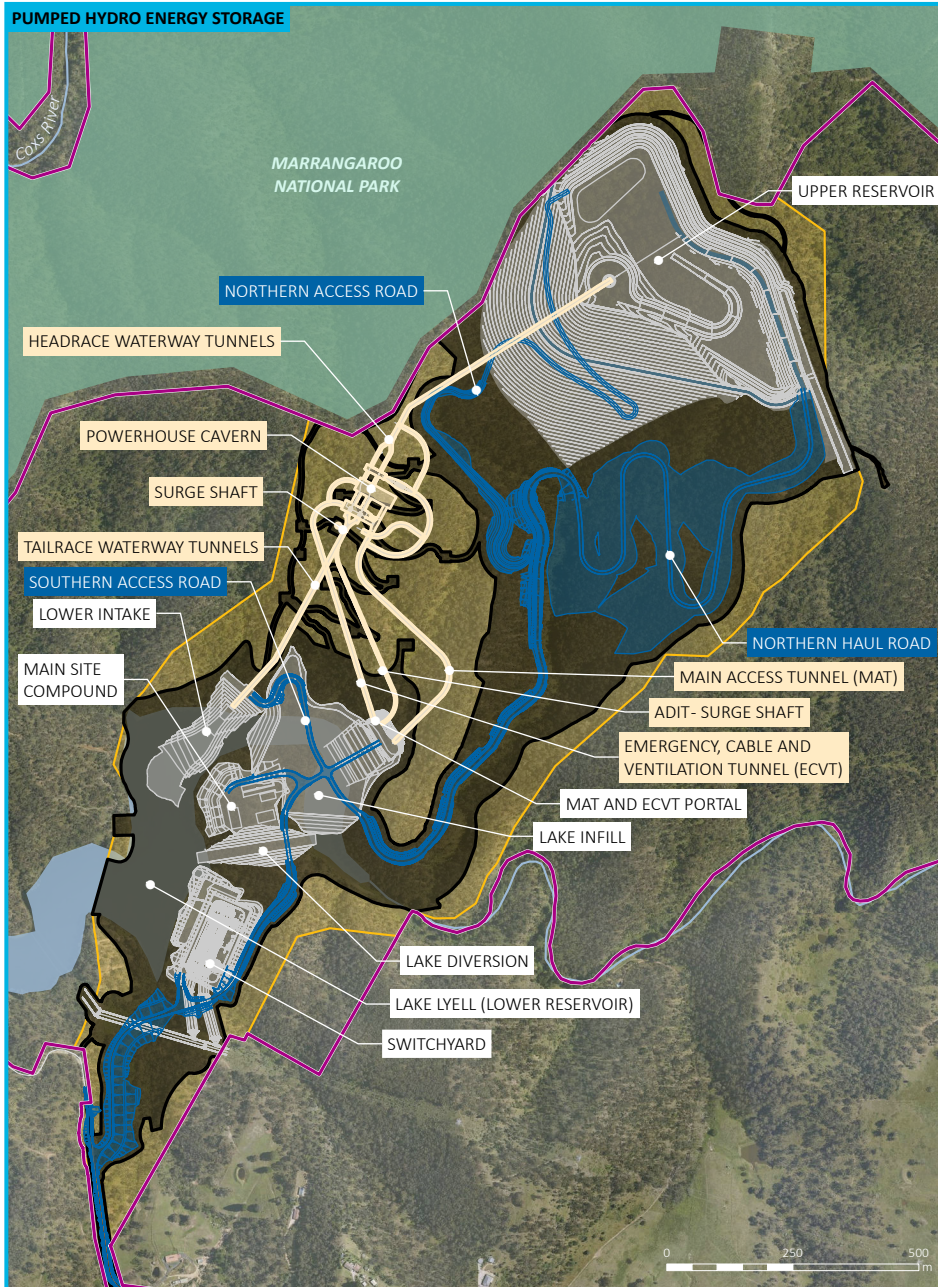 PUMPED HYDRO ENERGY STORAGE
Coxs River
MARRANGAROO
NATIONAL PARK
UPPER RESERVOIR
NORTHERN ACCESS ROAD
HEADRACE WATERWAY TUNNELS
POWERHOUSE CAVERN
SURGE SHAFT
TAILRACE WATERWAY TUNNELS
SOUTHERN ACCESS ROAD
LOWER INTAKE
NORTHERN HAUL ROAD
MAIN SITE
COMPOUND
MAIN ACCESS TUNNEL (MAT)
ADIT- SURGE SHAFT
EMERGENCY, CABLE AND
VENTILATION TUNNEL (ECVT)
MAT AND ECVT PORTAL
LAKE INFILL
LAKE DIVERSION
LAKE LYELL (LOWER RESERVOIR)
SWITCHYARD
0 250 500
m